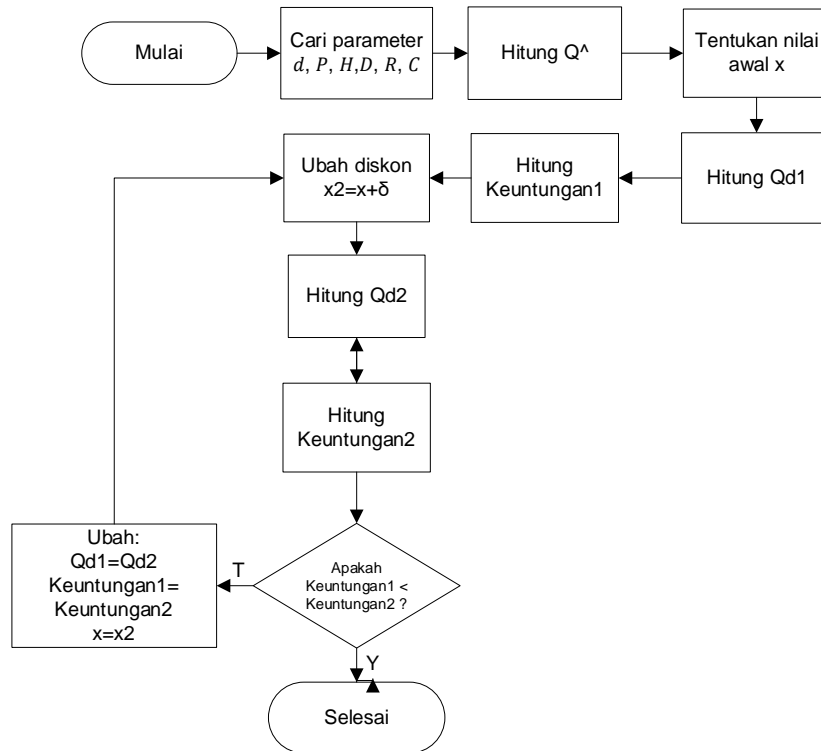 Mulai
Cari parameter
d, P, H,D, R, C
Hitung Q^
Tentukan nilai
awal x
Ubah diskon
x2=x+δ
Hitung
Keuntungan1
Hitung Qd1
Hitung Qd2
Hitung
Keuntungan2
Ubah:
Qd1=Qd2
Keuntungan1=
Keuntungan2
x=x2
T
Apakah
Keuntungan1 <
Keuntungan2 ?
Y
Selesai